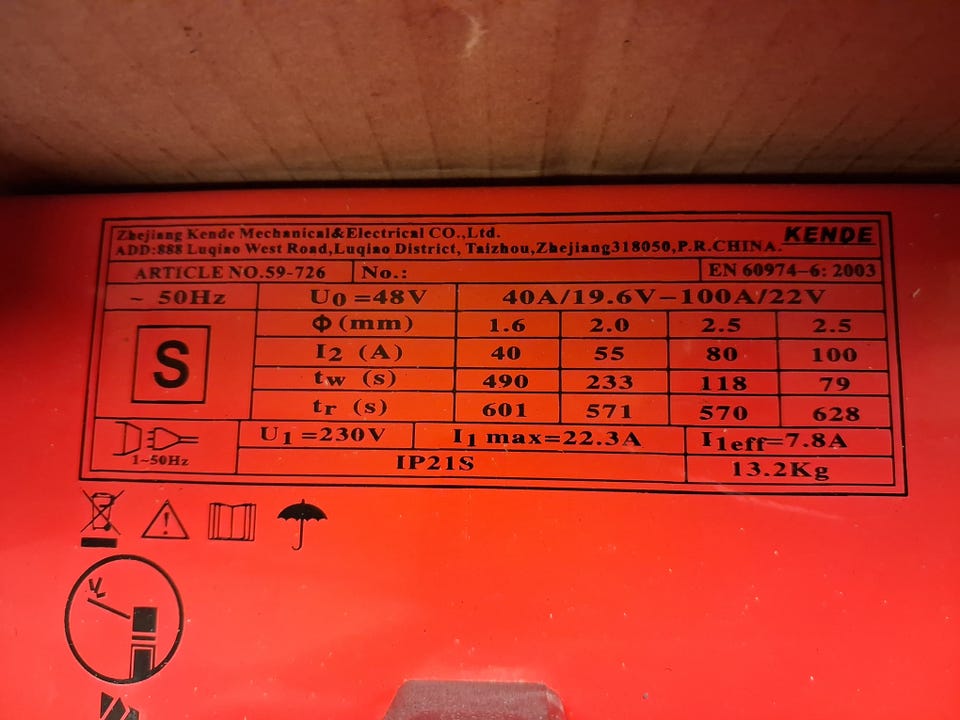 Zhejiang Kende Mechanical&Electrical CO.,Ltd.
KENDE
ADD:888 Luqiao West Road,Luqiao District, Taizhou,Zhejiang318050,P.R.CHINA.
ARTICLE NO.59-726 No.: EN 60974-6: 2003
~ 50Hz U0 =48V 40A/19.6V-100A/22V
Φ (mm) 1.6 2.0 2.5 2.5
S
I2 (A) 40 55 80 100
tw (s) 490 233 118 79
tr (s) 601 571 570 628
U1 =230V I1 max=22.3A I1eff=7.8A
1~50Hz
IP21S 13.2Kg